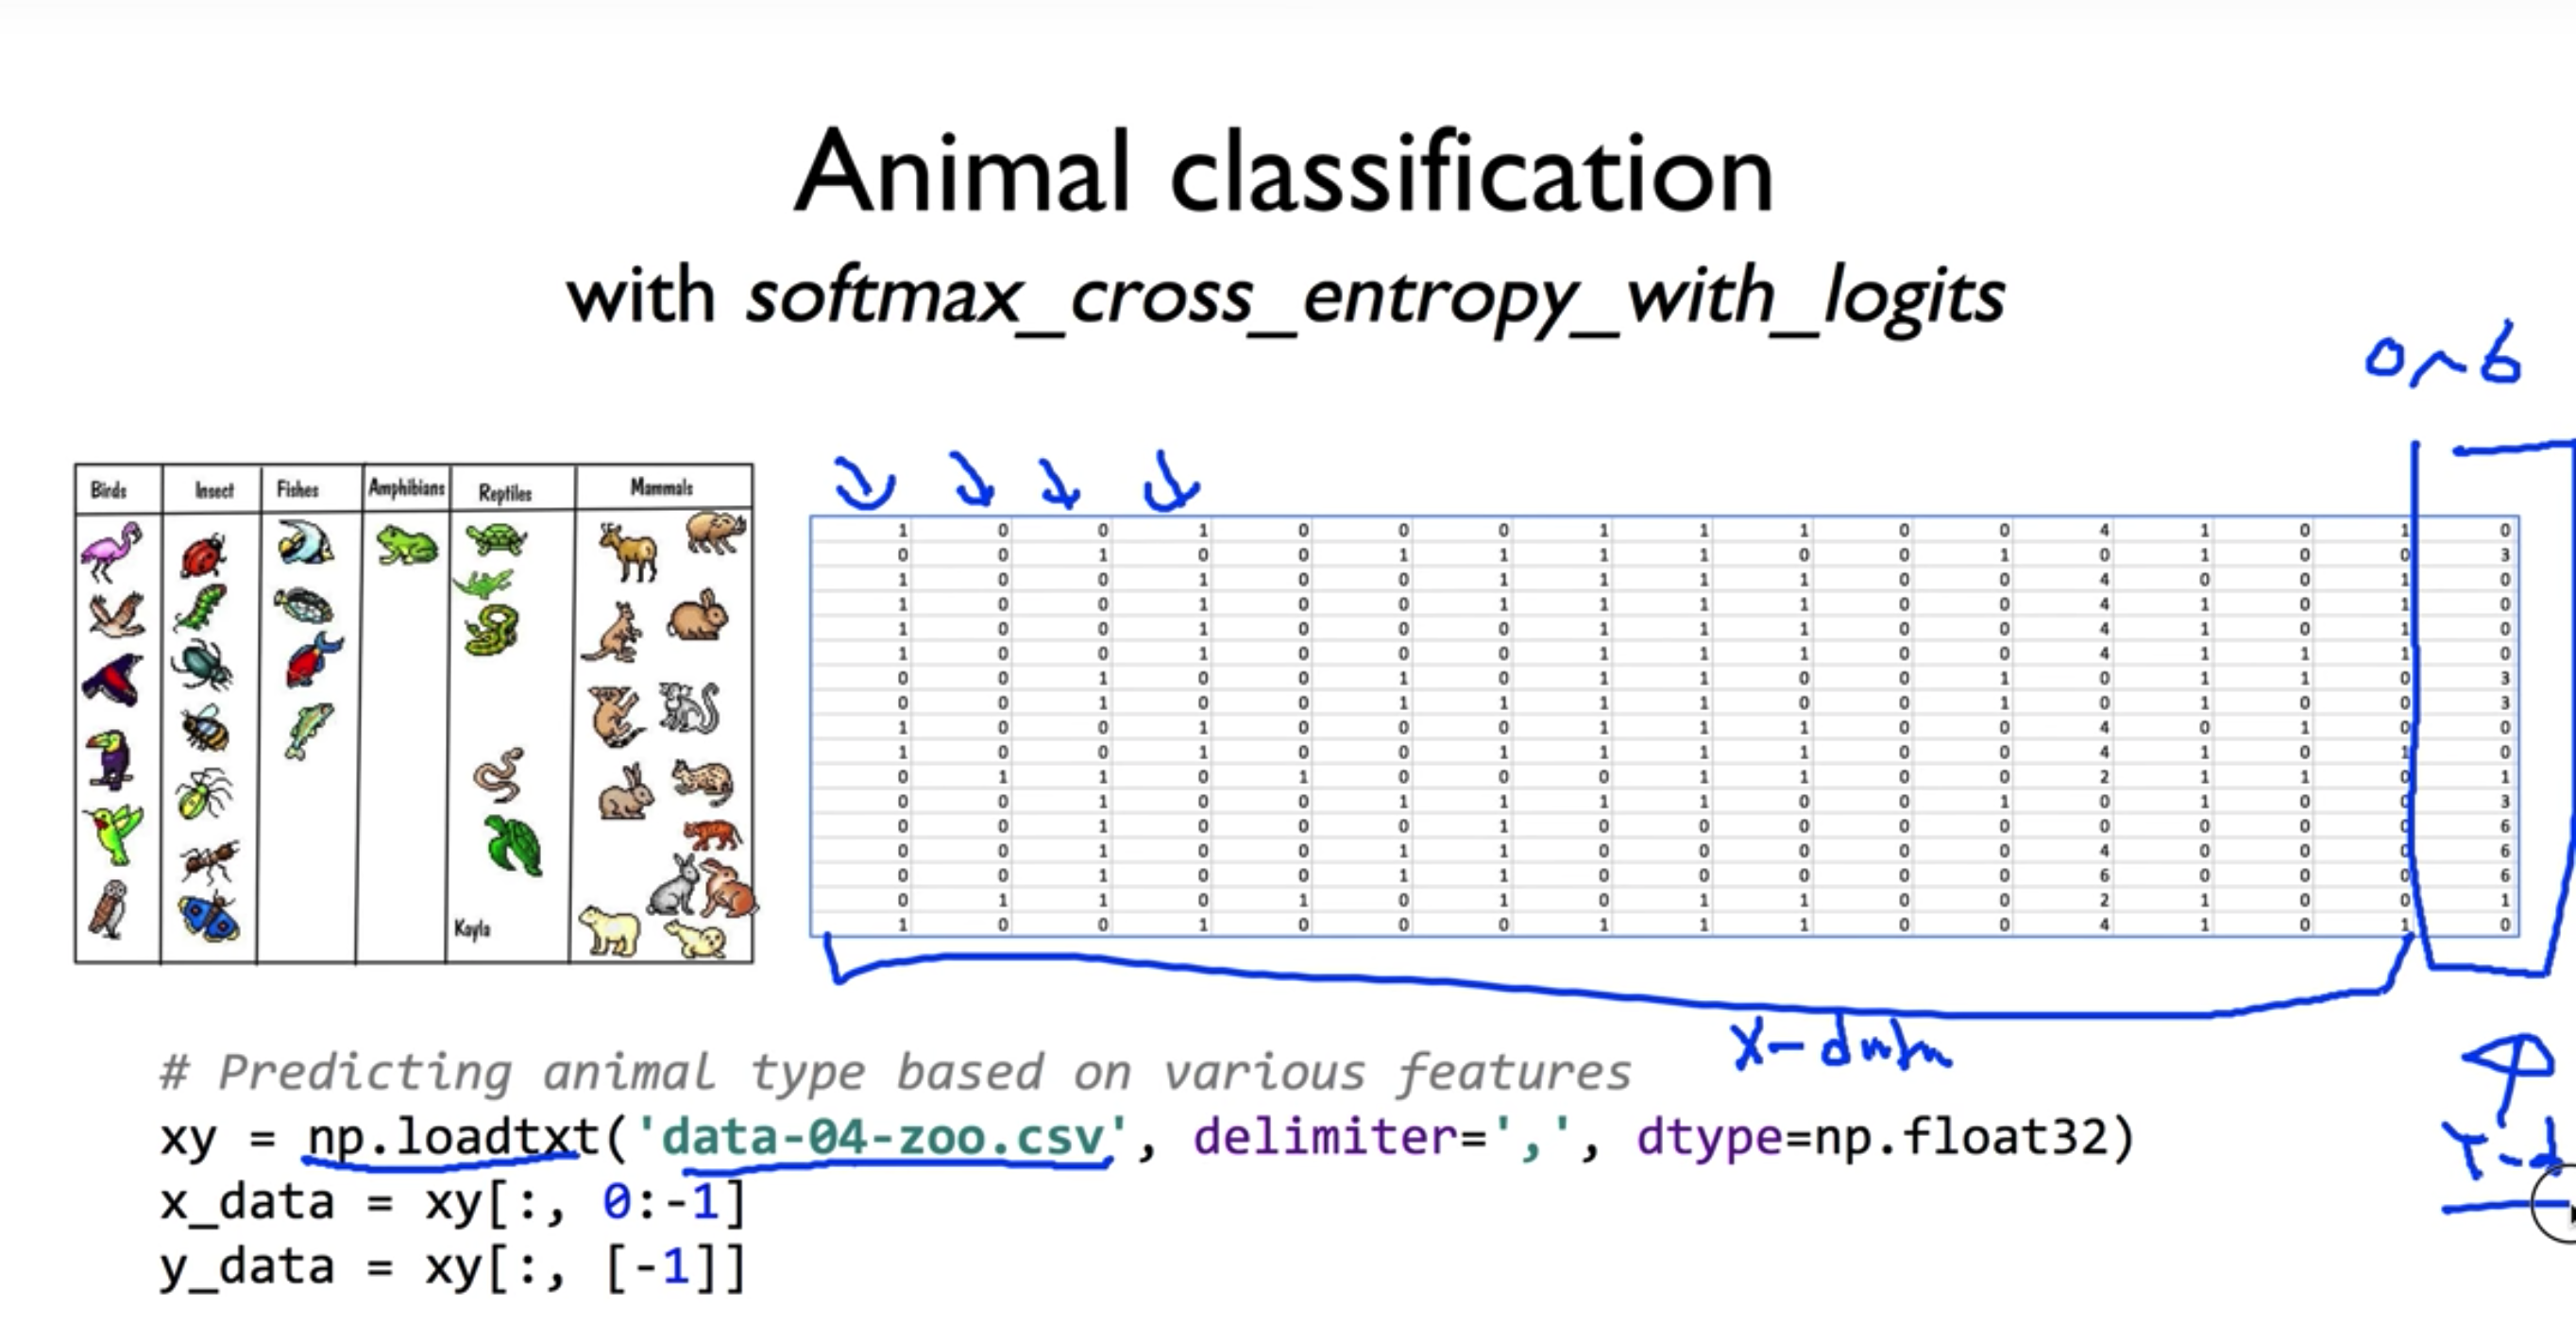 Animal classification
with softmax_cross_entropy_with_logits
0~6
Birds Insect Fishes Amphibians Reptiles Mammals
Kayla
1 0 0 1 0 0 0 1 1 1 0 0 4 1 0 1 0
0 0 1 0 0 1 1 1 1 0 0 1 0 1 0 0 3
1 0 0 1 0 0 1 1 1 1 0 0 4 0 0 1 0
1 0 0 1 0 0 1 1 1 1 0 0 4 1 0 1 0
1 0 0 1 0 0 0 1 1 1 0 0 4 1 0 1 0
1 0 0 1 0 0 0 1 1 1 0 0 4 1 1 1 0
0 0 1 0 0 1 0 1 1 0 0 1 0 1 1 0 3
0 0 1 0 0 1 1 1 1 0 0 1 0 1 0 0 3
1 0 0 1 0 0 0 1 1 1 0 0 4 0 1 0 0
1 0 0 1 0 0 1 1 1 1 0 0 4 1 0 1 0
0 1 1 0 1 0 0 0 1 1 0 0 2 1 1 0 1
0 0 1 0 0 1 1 1 1 0 0 1 0 1 0 0 3
0 0 1 0 0 0 1 0 0 0 0 0 0 0 0 0 6
0 0 1 0 0 1 1 0 0 0 0 0 4 0 0 0 6
0 0 1 0 0 1 1 0 0 0 0 0 6 0 0 0 6
0 1 1 0 1 0 1 0 1 1 0 0 2 1 0 0 1
1 0 0 1 0 0 0 1 1 1 0 0 4 1 0 1 0
# Predicting animal type based on various features
xy = np.loadtxt('data-04-zoo.csv', delimiter=',', dtype=np.float32)
x_data = xy[:, 0:-1]
y_data = xy[:, [-1]]